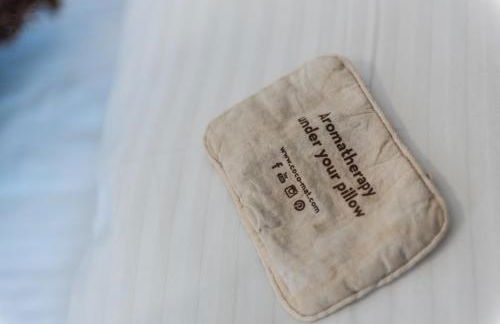 Aromatherapy
under your pillow
www.coco-mat.com